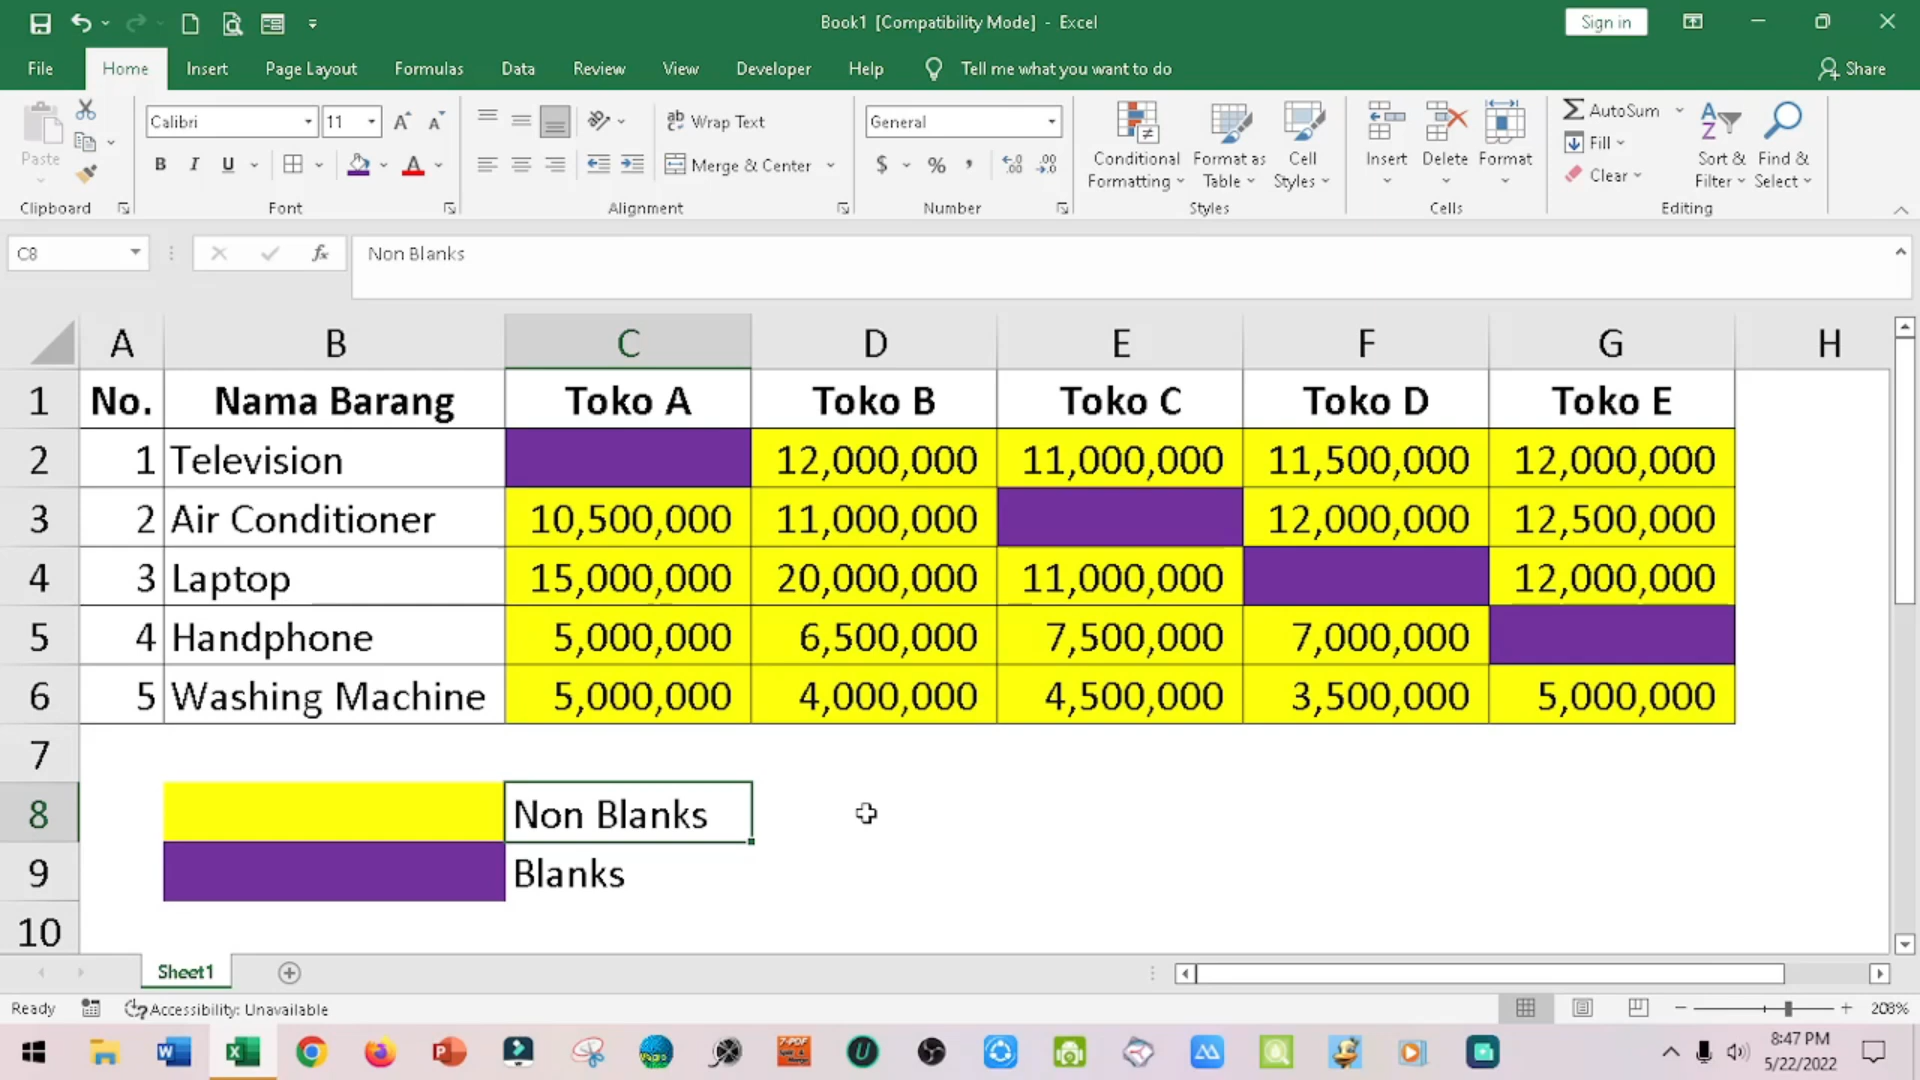 Book1 [Compatibility Mode] - Excel
Sign in
File Home Insert Page Layout Formulas Data Review View Developer Help Tell me what you want to do Share
Paste
Calibri 11
Wrap Text
Merge & Center
General
Conditional Formatting
Format as Table
Cell Styles
Insert Delete Format
AutoSum
Fill
Clear
Sort & Filter
Find & Select
Clipboard Font Alignment Number Styles Cells Editing
C8 fx Non Blanks
A B C D E F G H
1 No. Nama Barang Toko A Toko B Toko C Toko D Toko E
2 1 Television 12,000,000 11,000,000 11,500,000 12,000,000
3 2 Air Conditioner 10,500,000 11,000,000 12,000,000 12,500,000
4 3 Laptop 15,000,000 20,000,000 11,000,000 12,000,000
5 4 Handphone 5,000,000 6,500,000 7,500,000 7,000,000
6 5 Washing Machine 5,000,000 4,000,000 4,500,000 3,500,000 5,000,000
7
8 Non Blanks
9 Blanks
10
Sheet1
Ready Accessibility: Unavailable 208%
8:47 PM
5/22/2022